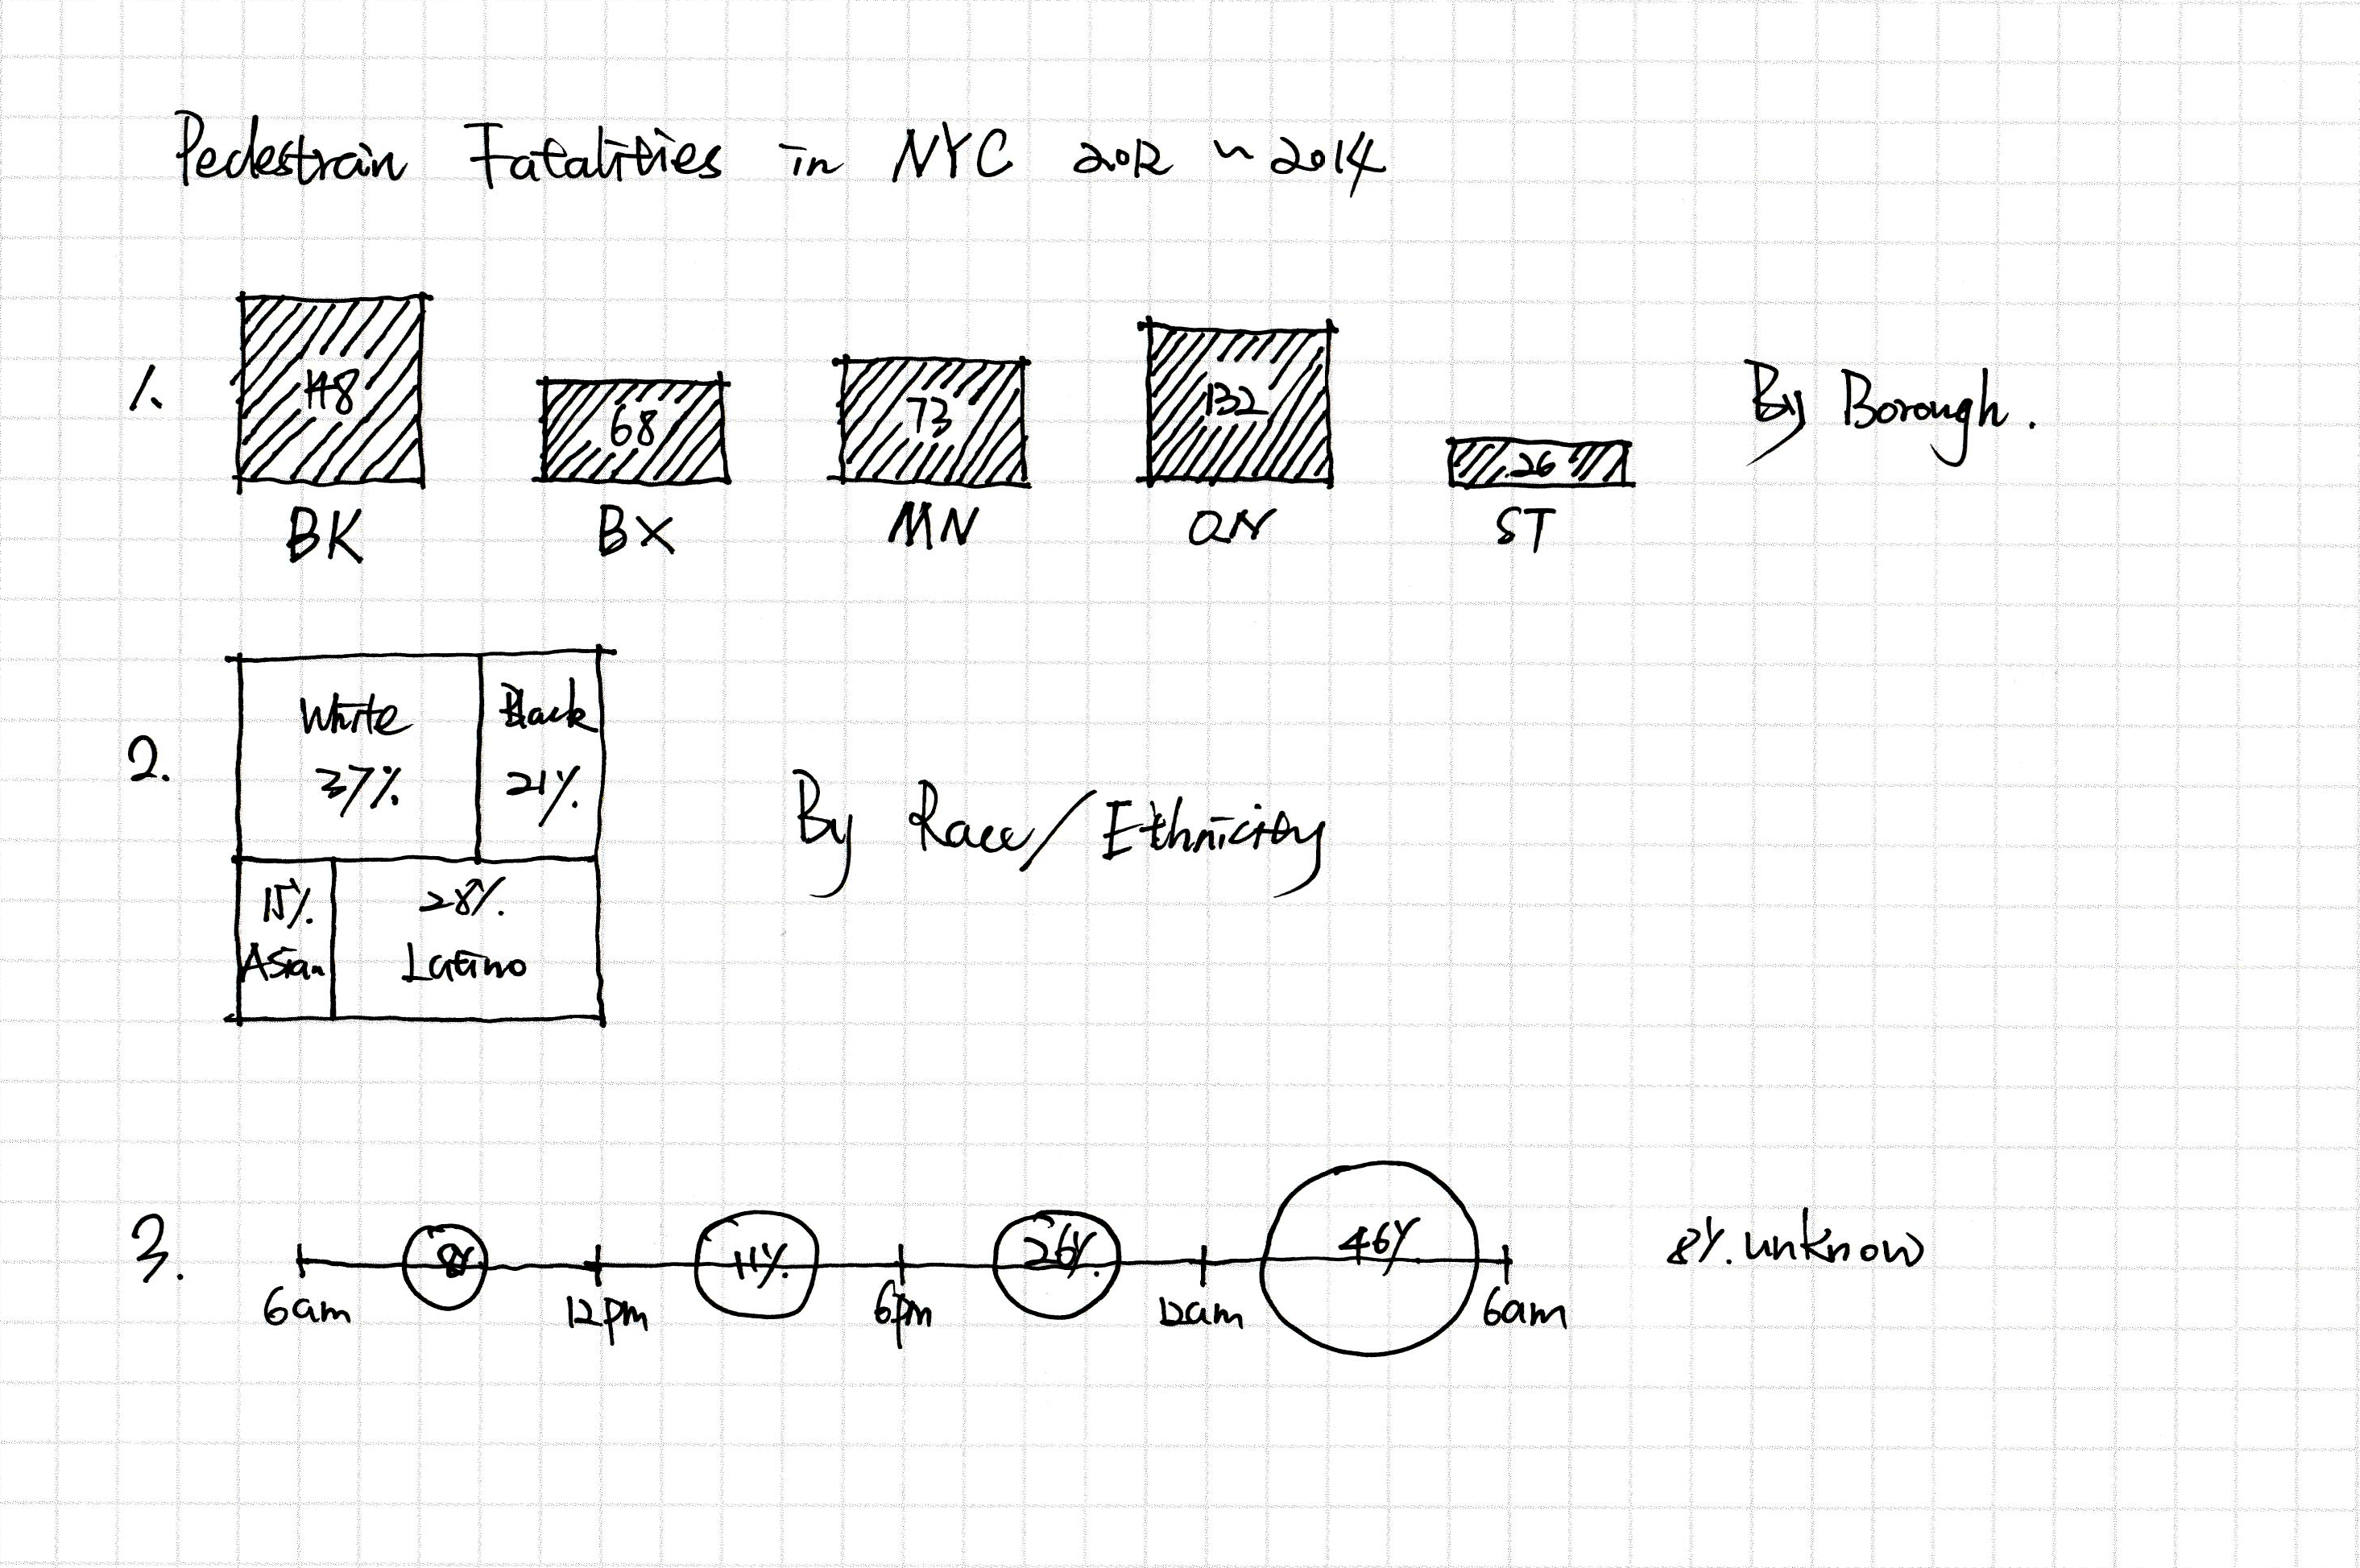 Pedestrain Fatalities in NYC 2012 ~ 2014
1. 148 68 73 132 26 By Borough.
BK BX MN QN ST
White Black
2. 37% 21%
By Race/Ethnicity
15% 28%
Asian Latino
3. 8% 11% 26% 46% 8% unknow
6am 12pm 6pm 12am 6am